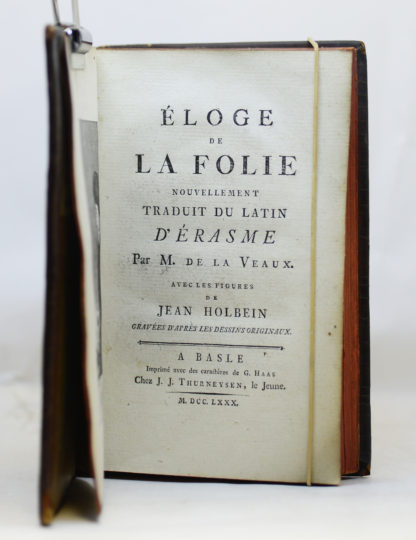 ÉLOGE
DE
LA FOLIE
NOUVELLEMENT
TRADUIT DU LATIN
D'ÉRASME
Par M. DE LA VEAUX.
AVEC LES FIGURES
DE
JEAN HOLBEIN
GRAVÉES D'APRÈS LES DESSINS ORIGINAUX.
A BASLE
Imprimé avec des caractères de G. HAAS
Chez J. J. THURNEYSEN, le Jeune.
M. DCC. LXXX.